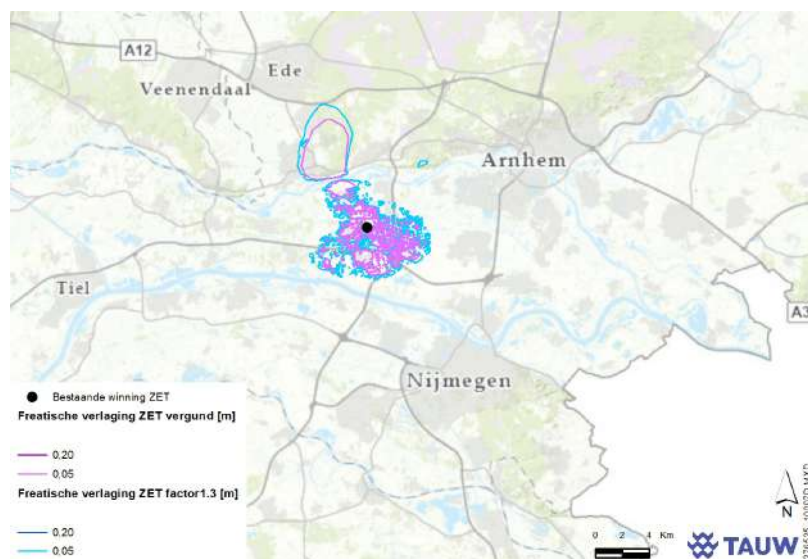 A12
Ede
Veenendaal
Arnhem
Tiel
A3
Nijmegen
Bestaande winning ZET
Freatische verlaging ZET vergund [m]
0,20
0,05
Freatische verlaging ZET factor1.3 [m]
0,20
0,05
N
0 2 4 Km
TAUW